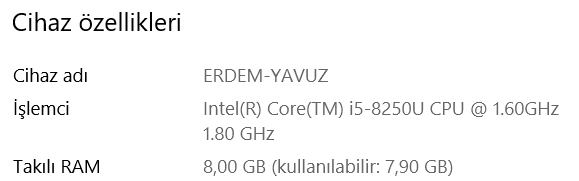 Cihaz özellikleri
Cihaz adı ERDEM-YAVUZ
İşlemci Intel(R) Core(TM) i5-8250U CPU @ 1.60GHz
1.80 GHz
Takılı RAM 8,00 GB (kullanılabilir: 7,90 GB)